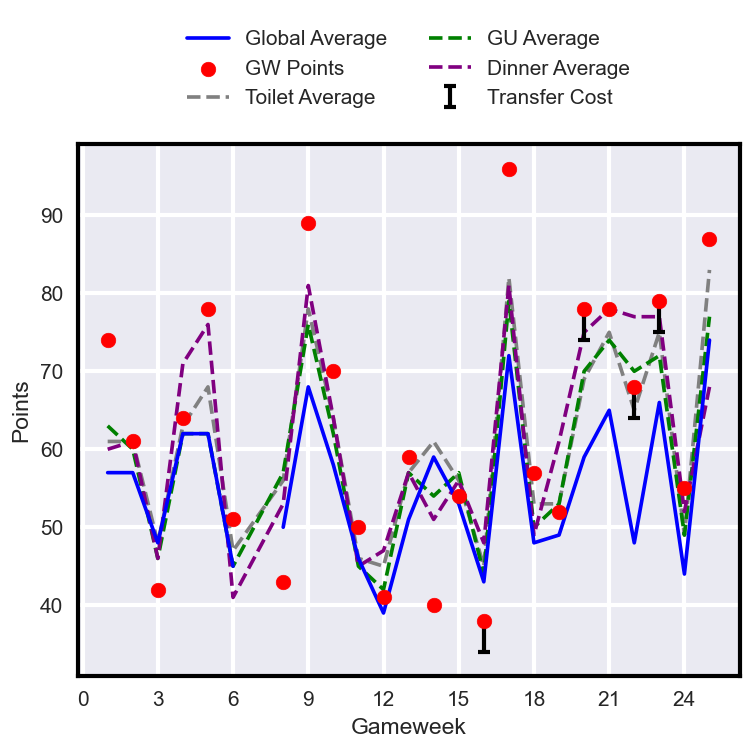 Global Average
GW Points
Toilet Average
GU Average
Dinner Average
Transfer Cost
90
80
70
60
50
40
Points
0 3 6 9 12 15 18 21 24
Gameweek